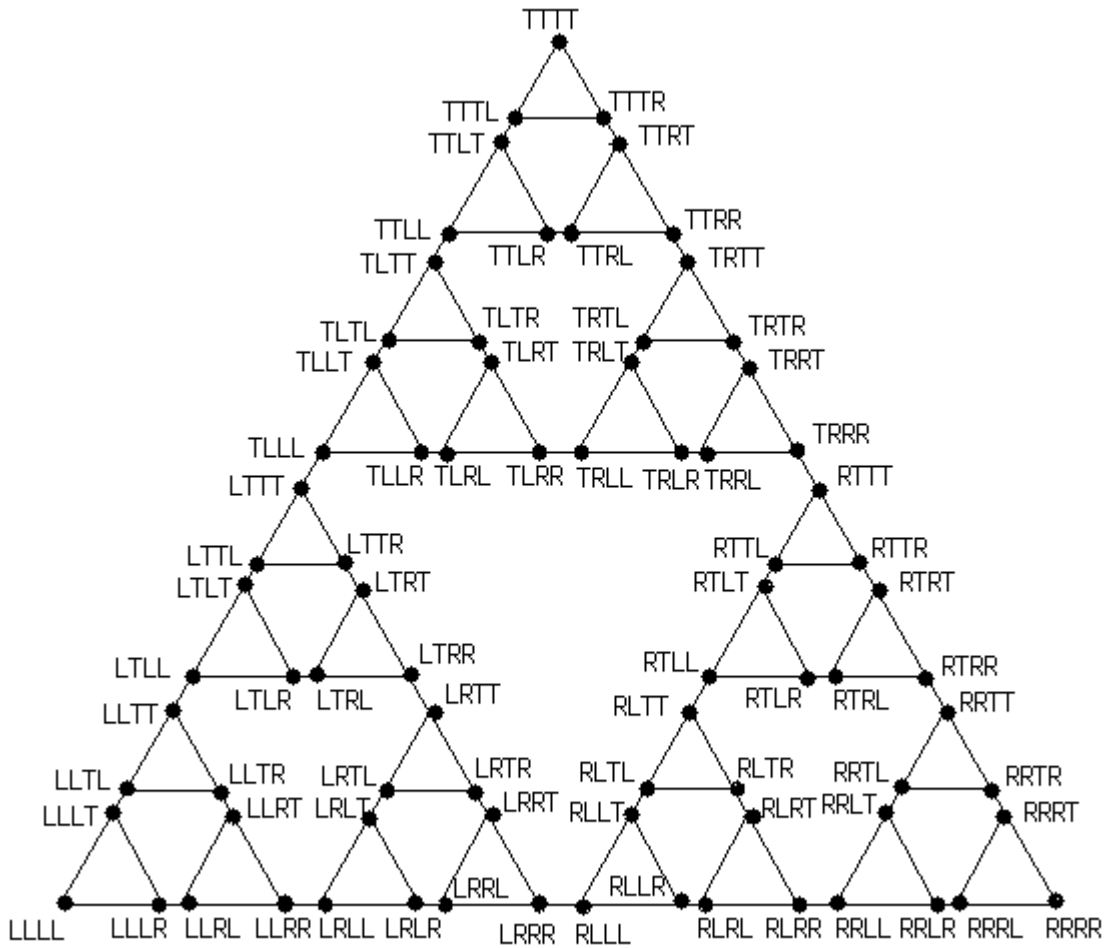 TTTT
TTTL TTTR
TTLT TTRT
TTLL TTRR
TTLR TTRL
TLTT TRTT
TLTL TLTR TRTL TRTR
TLLT TLRT TRLT TRRT
TLLL TRRR
TLLR TLRL TLRR TRLL TRLR TRRL
LTTT RTTT
LTTL LTTR RTTL RTTR
LTLT LTRT RTLT RTRT
LTLL LTRR RTLL RTRR
LTLR LTRL RTLR RTRL
LLTT LRTT RLTT RRTT
LLTL LLTR LRTL LRTR RLTL RLTR RRTL RRTR
LLLT LLRT LRLT LRRT RLLT RLRT RRLT RRRT
LRRL RLLR
LLLL LLLR LLRL LLRR LRLL LRLR LRRR RLLL RLRL RLRR RRLL RRLR RRRL RRRR